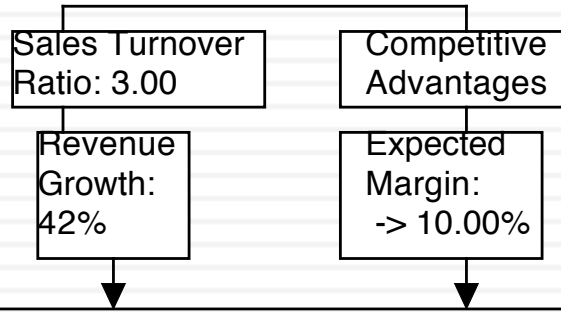 Sales Turnover
Ratio: 3.00
Competitive
Advantages
Revenue
Growth:
42%
Expected
Margin:
-> 10.00%